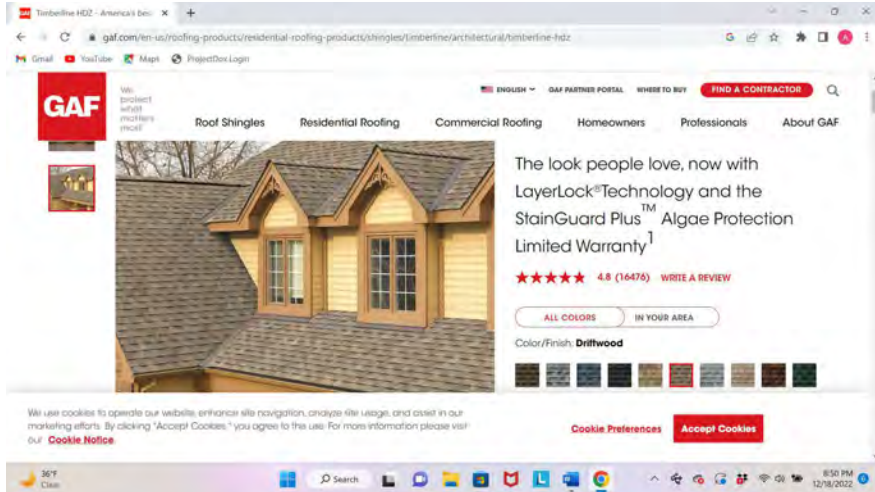 Timberline HDZ - America's bes
gaf.com/en-us/roofing-products/residential-roofing-products/shingles/timberline/architectural/timberline-hdz
Gmail YouTube Maps ProjectDox Login
GAF
We
protect
what
matters
most
ENGLISH GAF PARTNER PORTAL WHERE TO BUY FIND A CONTRACTOR
Roof Shingles Residential Roofing Commercial Roofing Homeowners Professionals About GAF
The look people love, now with
LayerLock®Technology and the
StainGuard Plus™ Algae Protection
Limited Warranty1
4.8 (16476) WRITE A REVIEW
ALL COLORS IN YOUR AREA
Color/Finish: Driftwood
We use cookies to operate our website, enhance site navigation, analyze site usage, and assist in our
marketing efforts. By clicking "Accept Cookies," you agree to this use. For more information please visit
our Cookie Notice.
Cookie Preferences Accept Cookies
36°F
Clear
Search
8:50 PM
12/18/2022